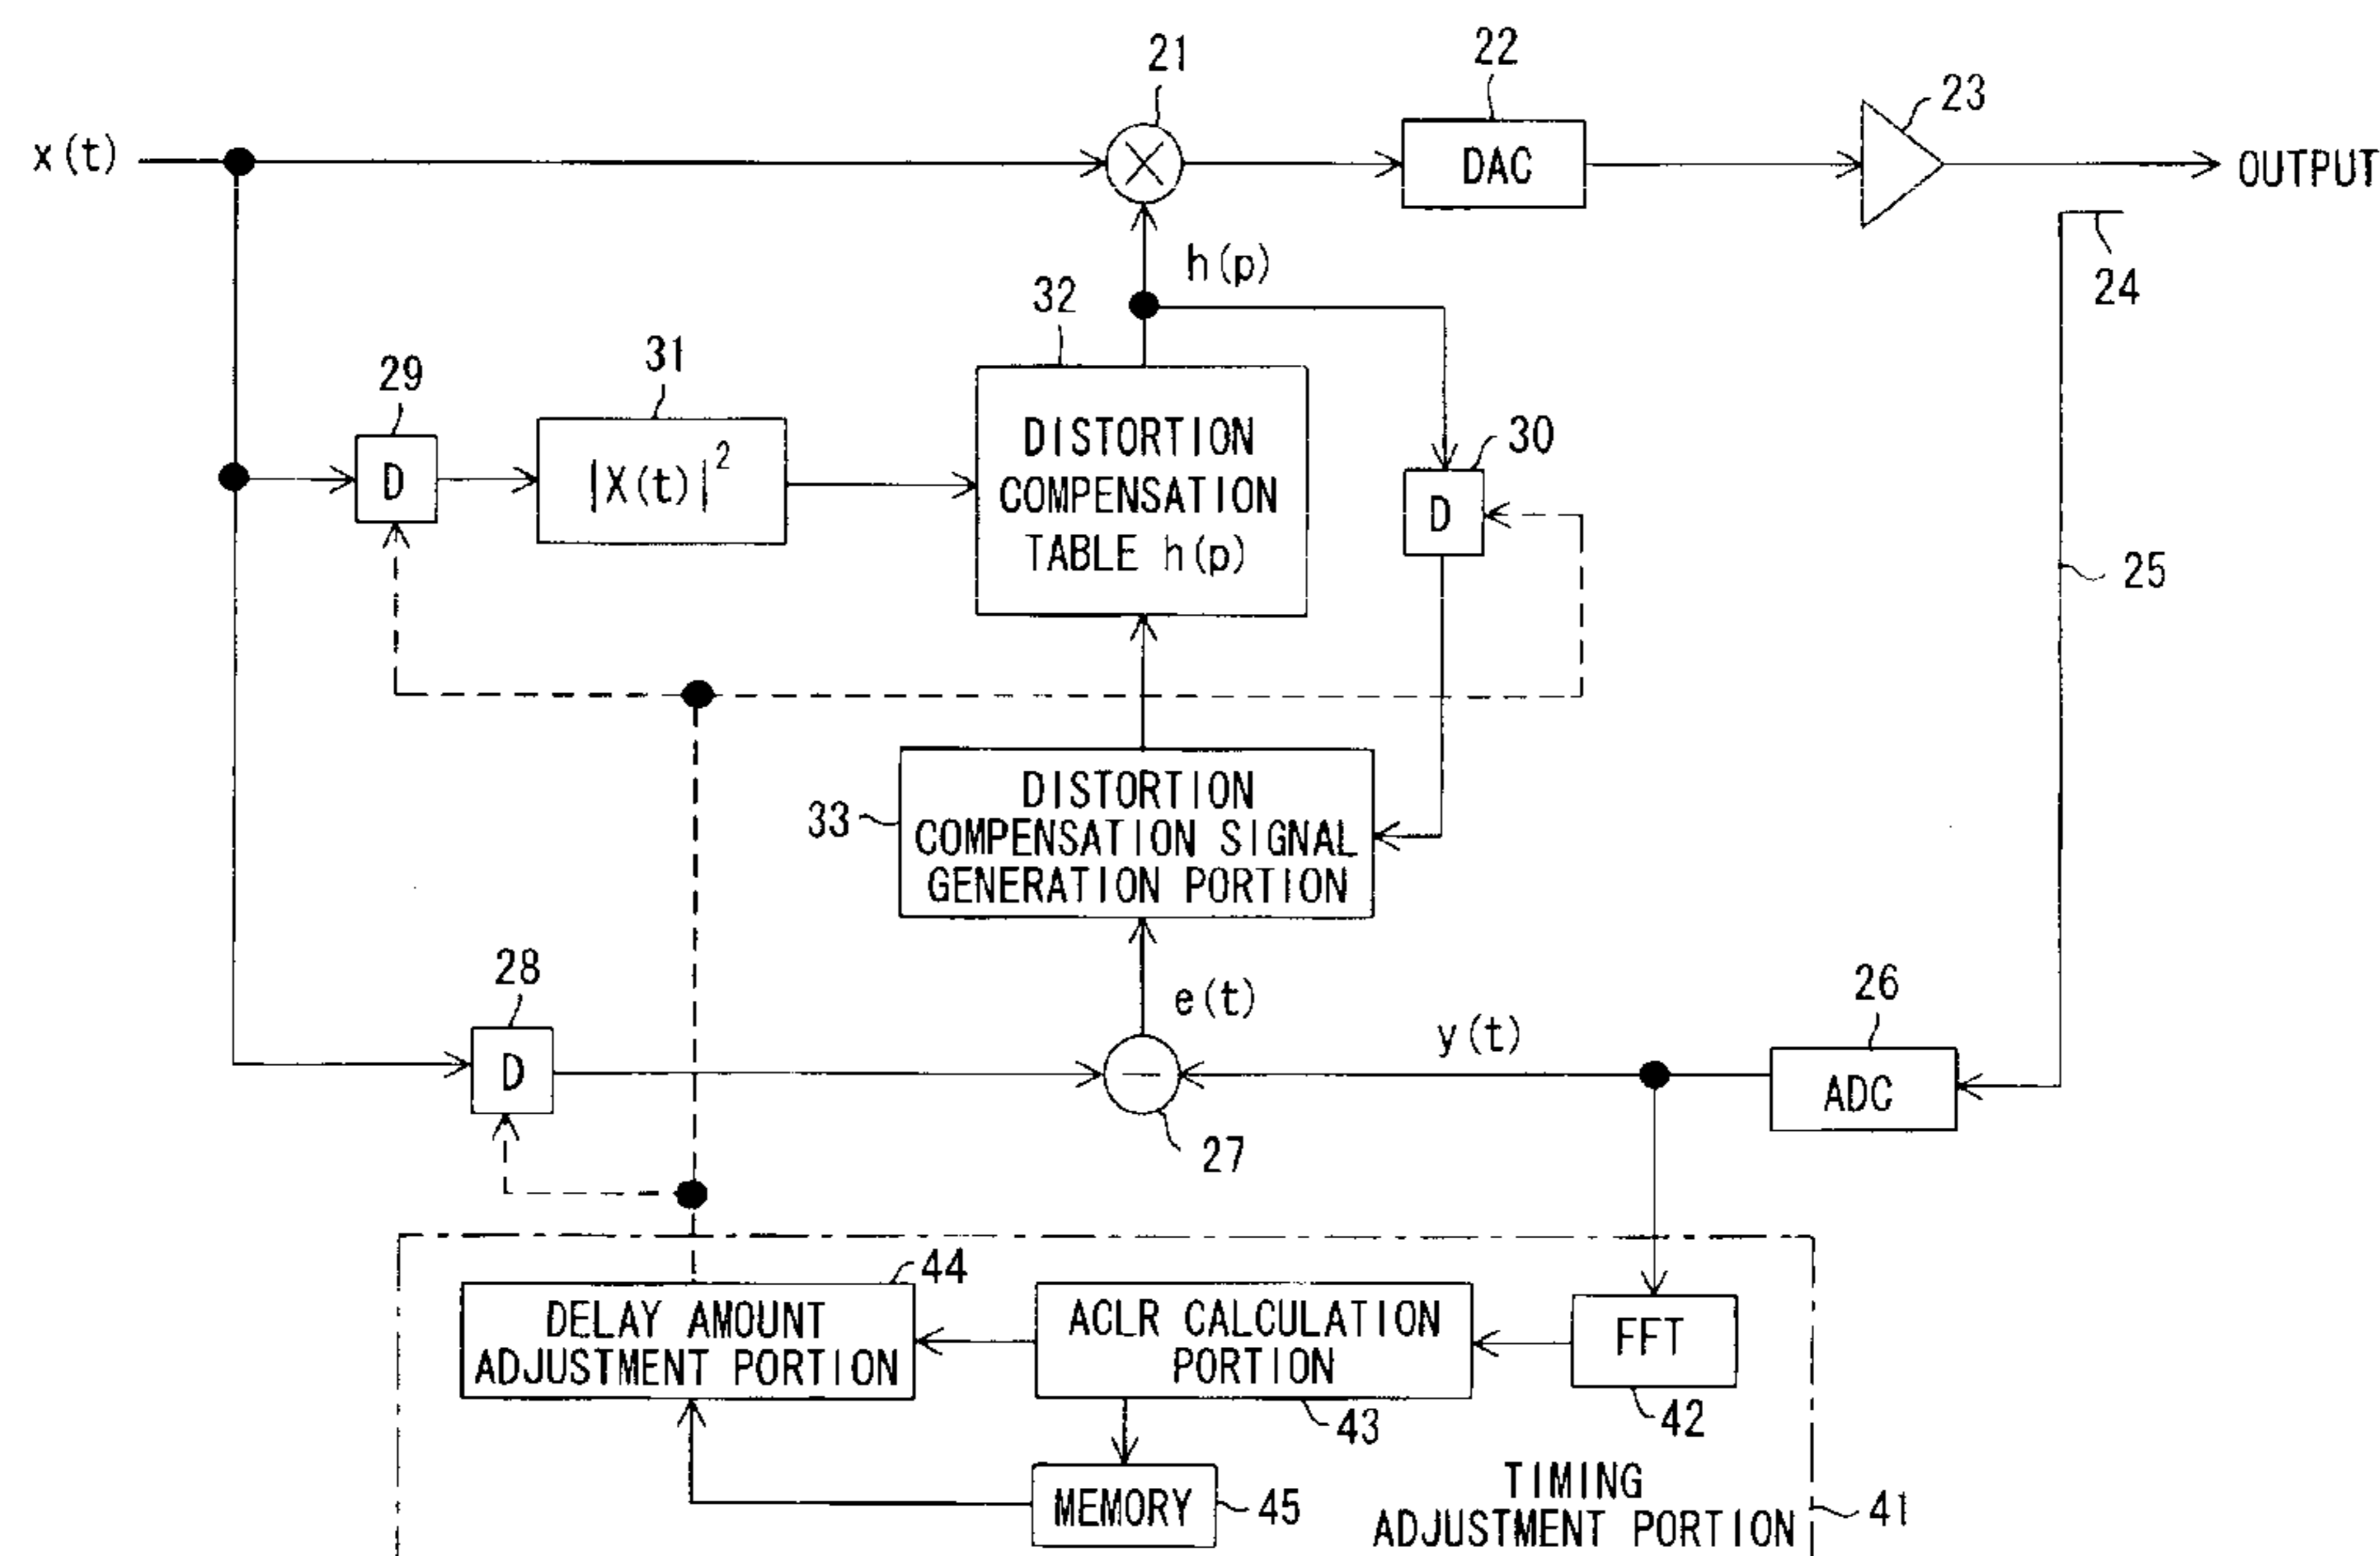 21
22
23
x(t)
DAC
OUTPUT
24
h(p)
32
31
29
30
D
|X(t)|2
DISTORTION
COMPENSATION
TABLE h(p)
D
25
33
DISTORTION
COMPENSATION SIGNAL
GENERATION PORTION
28
e(t)
26
y(t)
D
ADC
27
44
DELAY AMOUNT
ADJUSTMENT PORTION
ACLR CALCULATION
PORTION
FFT
43
42
MEMORY
45
TIMING
ADJUSTMENT PORTION
41